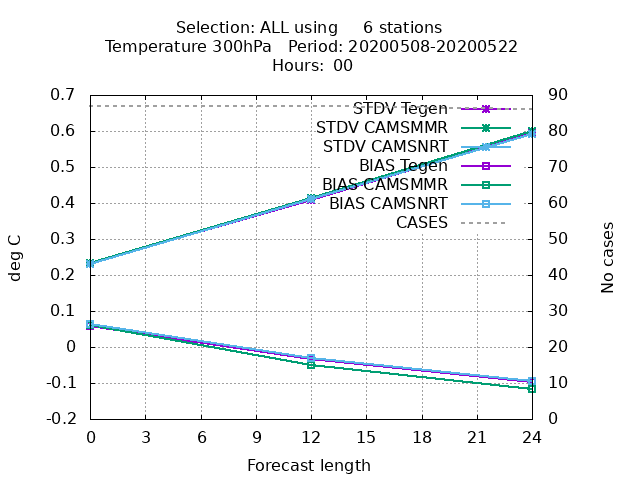 Selection: ALL using     6 stations
Temperature 300hPa   Period: 20200508-20200522
Hours:  00
0.7
0.6
0.5
0.4
0.3
0.2
0.1
0
-0.1
-0.2
deg C
STDV Tegen
STDV CAMSMMR
STDV CAMSNRT
BIAS Tegen
BIAS CAMSMMR
BIAS CAMSNRT
CASES
90
80
70
60
50
40
30
20
10
0
No cases
0 3 6 9 12 15 18 21 24
Forecast length